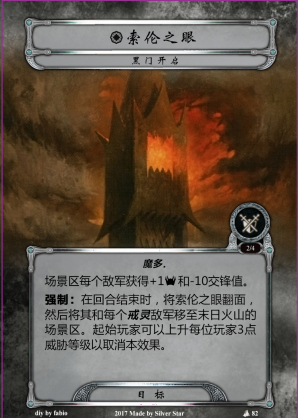 索伦之眼
黑门开启
2/4
魔多.
场景区每个敌军获得+1和-10交锋值。
强制：在回合结束时，将索伦之眼翻面，
然后将其和每个戒灵敌军移至末日火山的
场景区。起始玩家可以上升每位玩家3点
威胁等级以取消本效果。
目标
diy by fabio 2017 Made by Silver Star 82